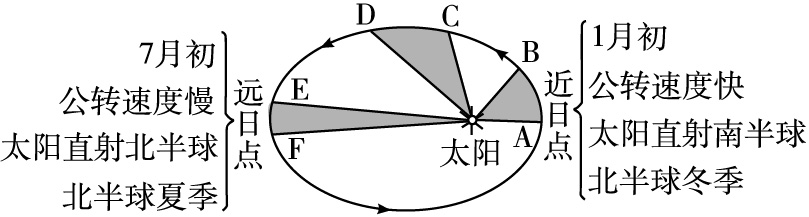 D
C
B
A
E
F
太阳
7月初
公转速度慢
太阳直射北半球
北半球夏季
远日点
近日点
1月初
公转速度快
太阳直射南半球
北半球冬季